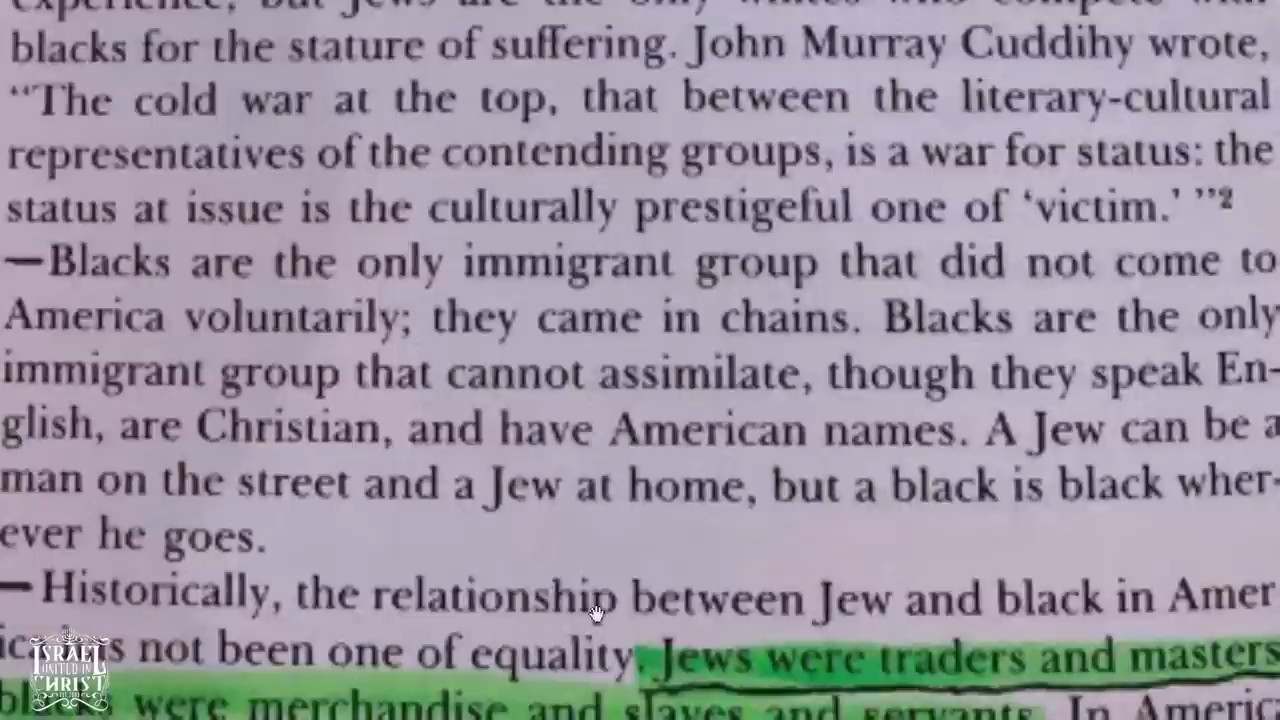 blacks for the stature of suffering. John Murray Cuddihy wrote,
“The cold war at the top, that between the literary-cultural
representatives of the contending groups, is a war for status: the
status at issue is the culturally prestigeful one of ‘victim.’ ”2
—Blacks are the only immigrant group that did not come to
America voluntarily; they came in chains. Blacks are the only
immigrant group that cannot assimilate, though they speak En-
glish, are Christian, and have American names. A Jew can be a
man on the street and a Jew at home, but a black is black wher-
ever he goes.
—Historically, the relationship between Jew and black in Amer
not been one of equality. Jews were traders and masters
blacks were merchandise and slaves and servants. In Americ
ISRAEL
UNITED IN
CHRIST